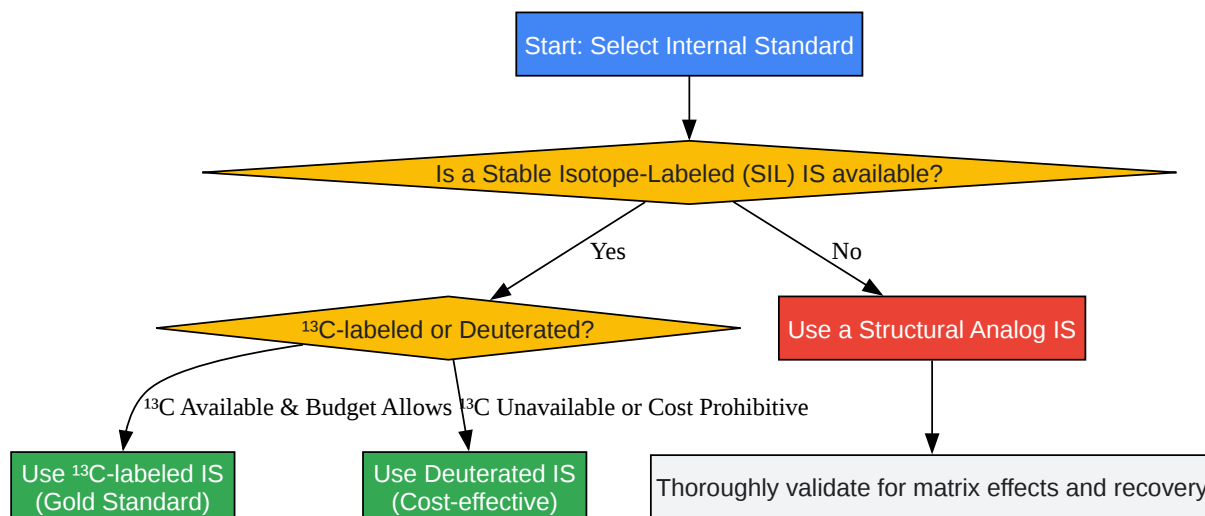 Start: Select Internal Standard
Is a Stable Isotope-Labeled (SIL) IS available?
Yes
No
¹³C-labeled or Deuterated?
Use a Structural Analog IS
¹³C Available & Budget Allows
¹³C Unavailable or Cost Prohibitive
Use ¹³C-labeled IS
(Gold Standard)
Use Deuterated IS
(Cost-effective)
Thoroughly validate for matrix effects and recovery